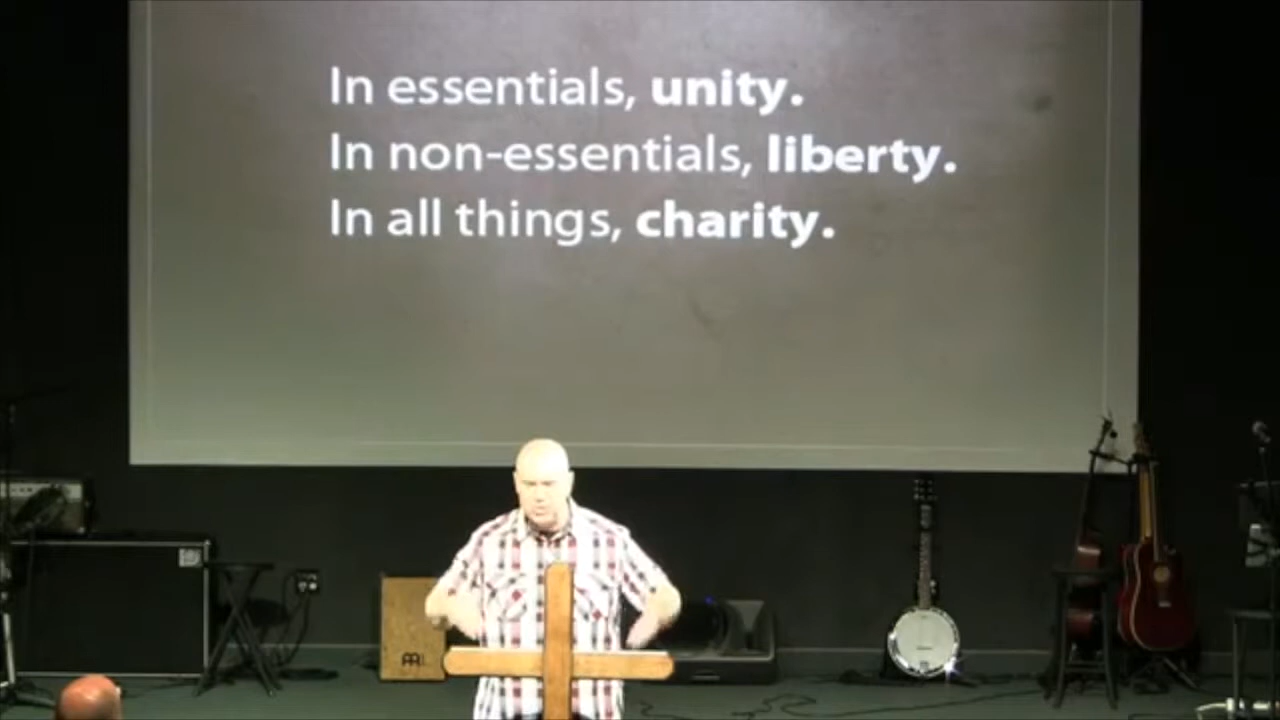 In essentials, unity.
In non-essentials, liberty.
In all things, charity.